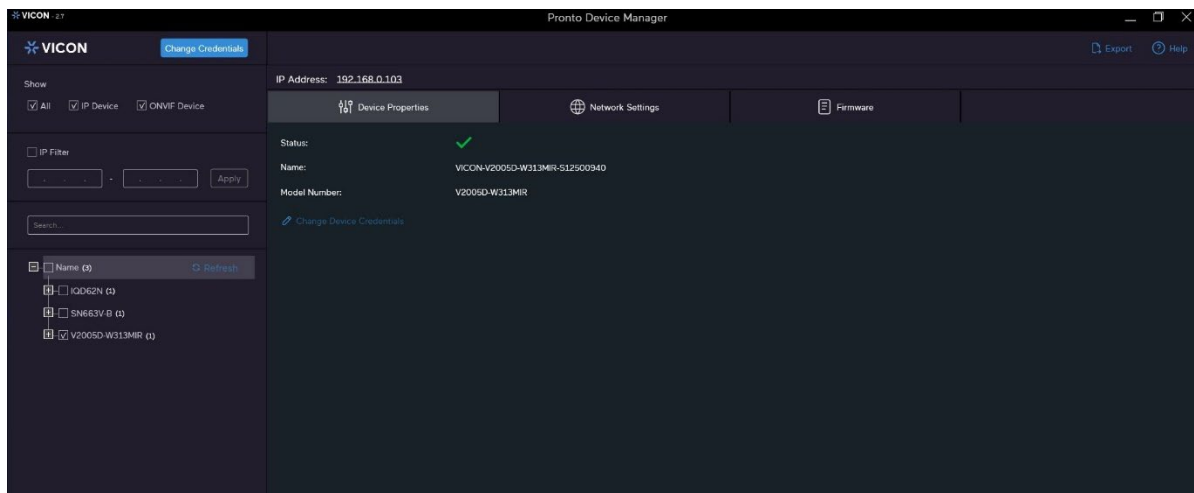 VICON - 2.7
Pronto Device Manager
VICON
Change Credentials
Export
Help
Show
All
IP Device
ONVIF Device
IP Filter
. . . - . . .
Apply
Search...
Name (3)
Refresh
IQD62N (1)
SN663V-B (1)
V2005D-W313MIR (1)
IP Address: 192.168.0.103
Device Properties
Network Settings
Firmware
Status:
Name: VICON-V2005D-W313MIR-S12500940
Model Number: V2005D-W313MIR
Change Device Credentials